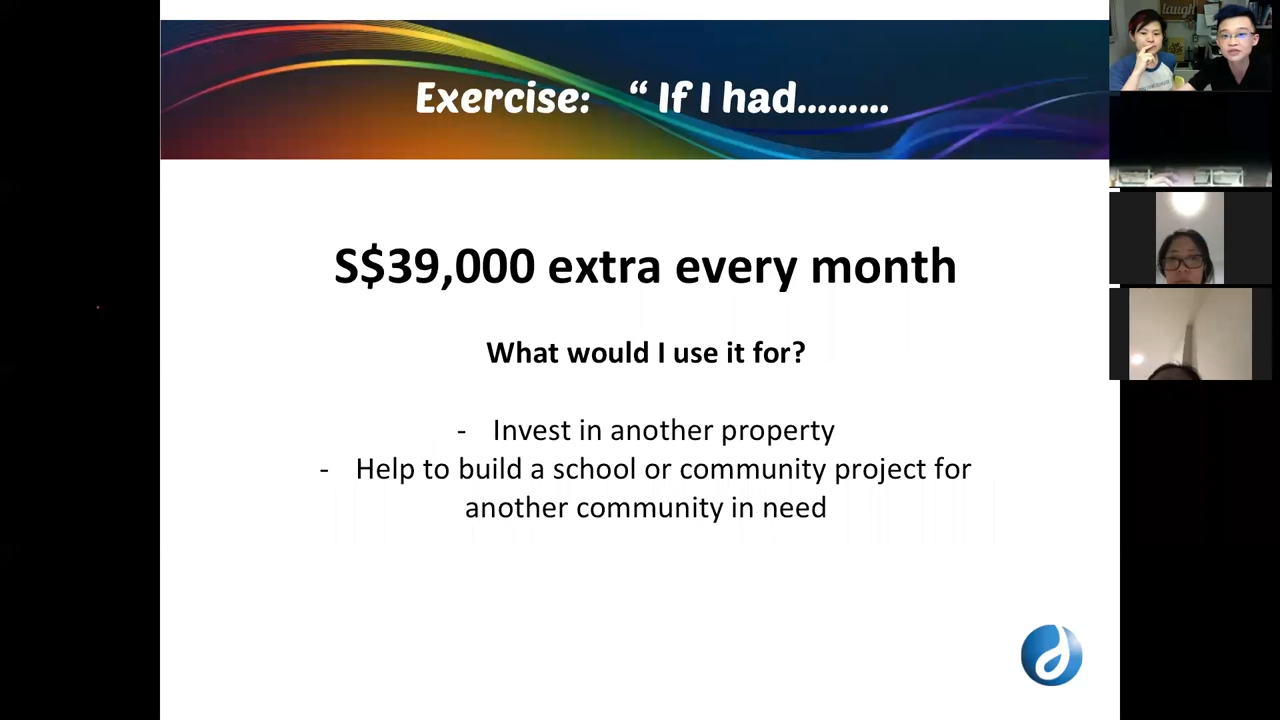 Exercise: “ If I had.........
S$39,000 extra every month
What would I use it for?
- Invest in another property
- Help to build a school or community project for
another community in need
laugh